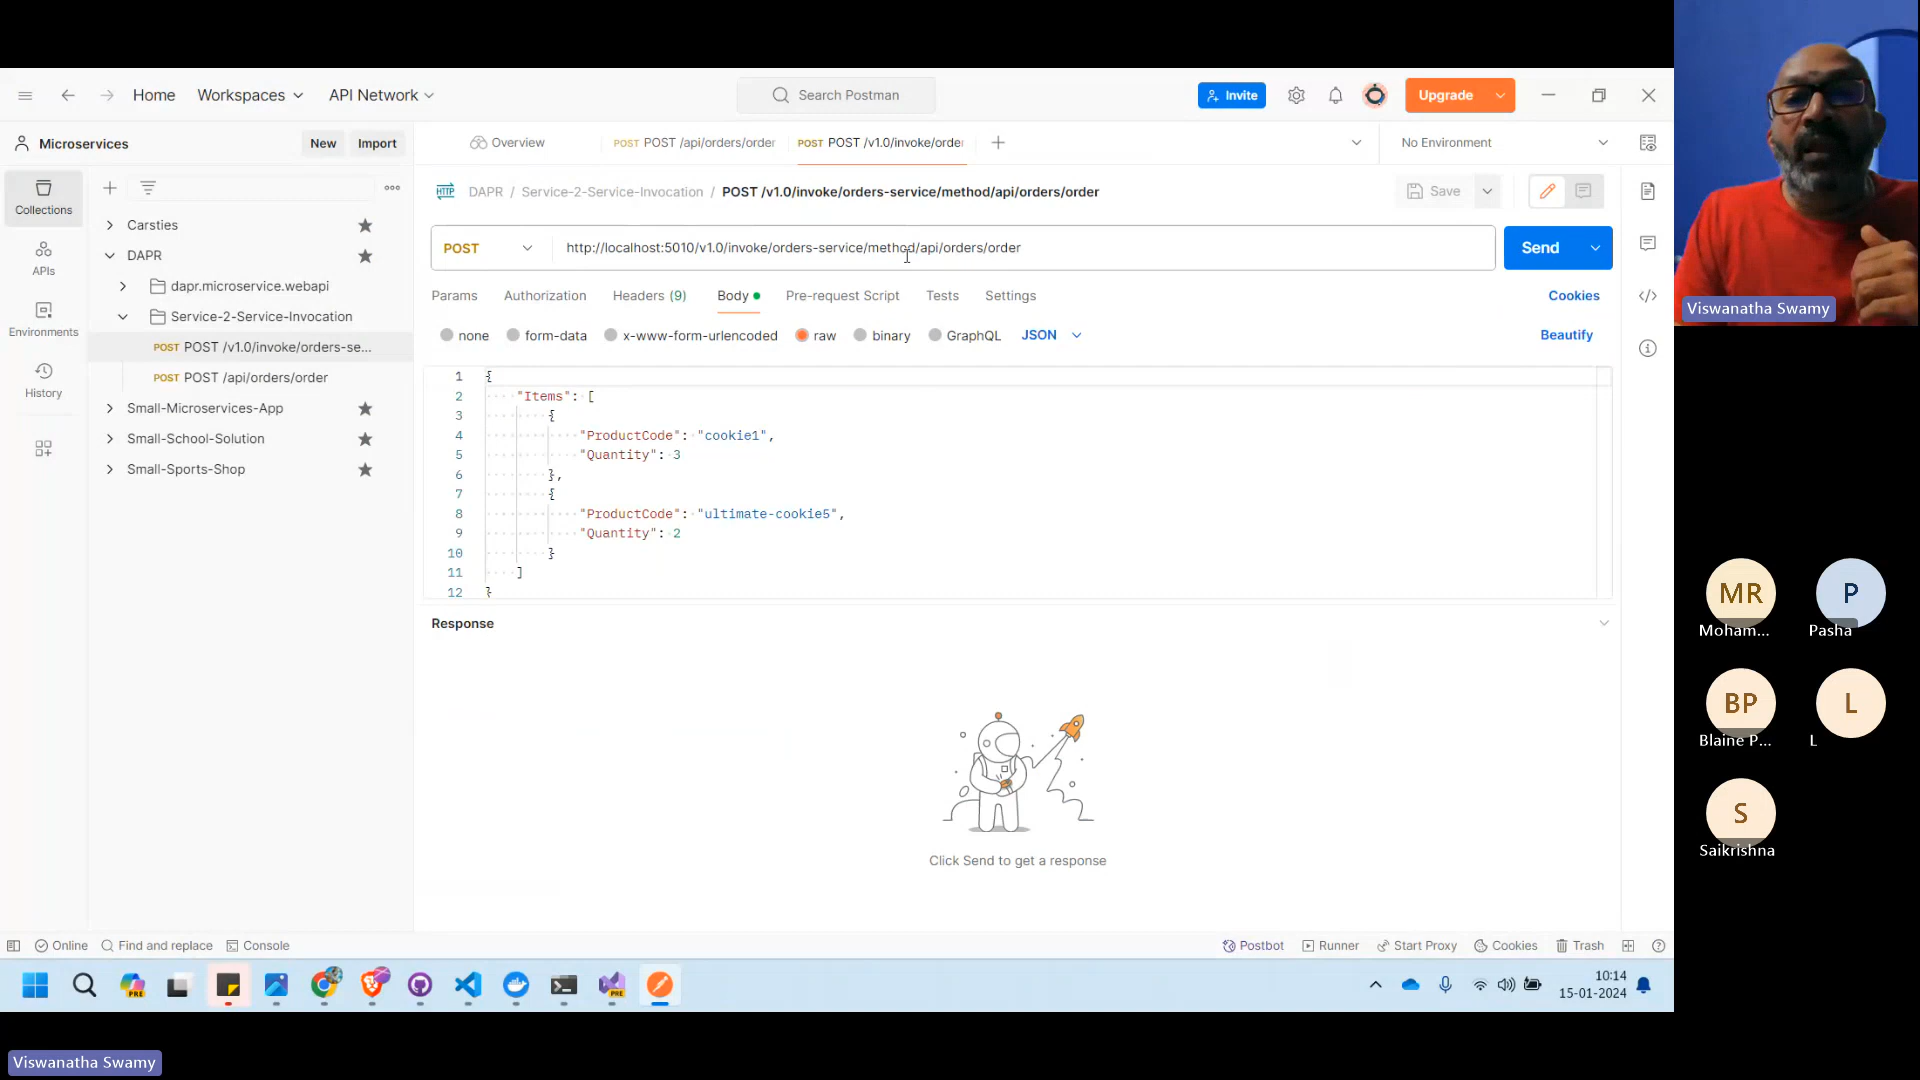 Home
Workspaces
API Network
Search Postman
Invite
Upgrade
Microservices
New
Import
Overview
POST POST /api/orders/order
POST POST /v1.0/invoke/orde
No Environment
Collections
APIs
Environments
History
Carsties
DAPR
dapr.microservice.webapi
Service-2-Service-Invocation
POST POST /v1.0/invoke/orders-se...
POST POST /api/orders/order
Small-Microservices-App
Small-School-Solution
Small-Sports-Shop
HTTP DAPR / Service-2-Service-Invocation / POST /v1.0/invoke/orders-service/method/api/orders/order
Save
POST
http://localhost:5010/v1.0/invoke/orders-service/method/api/orders/order
Send
Params Authorization Headers (9) Body Pre-request Script Tests Settings
Cookies
none form-data x-www-form-urlencoded raw binary GraphQL JSON
Beautify
1 {
2 "Items": [
3 {
4 "ProductCode": "cookie1",
5 "Quantity": 3
6 },
7 {
8 "ProductCode": "ultimate-cookie5",
9 "Quantity": 2
10 }
11 ]
12 }
Response
Click Send to get a response
Online
Find and replace
Console
Postbot
Runner
Start Proxy
Cookies
Trash
PRE
PRE
10:14
15-01-2024
Viswanatha Swamy
MR
Moham...
P
Pasha
BP
Blaine P...
L
L
S
Saikrishna
Viswanatha Swamy